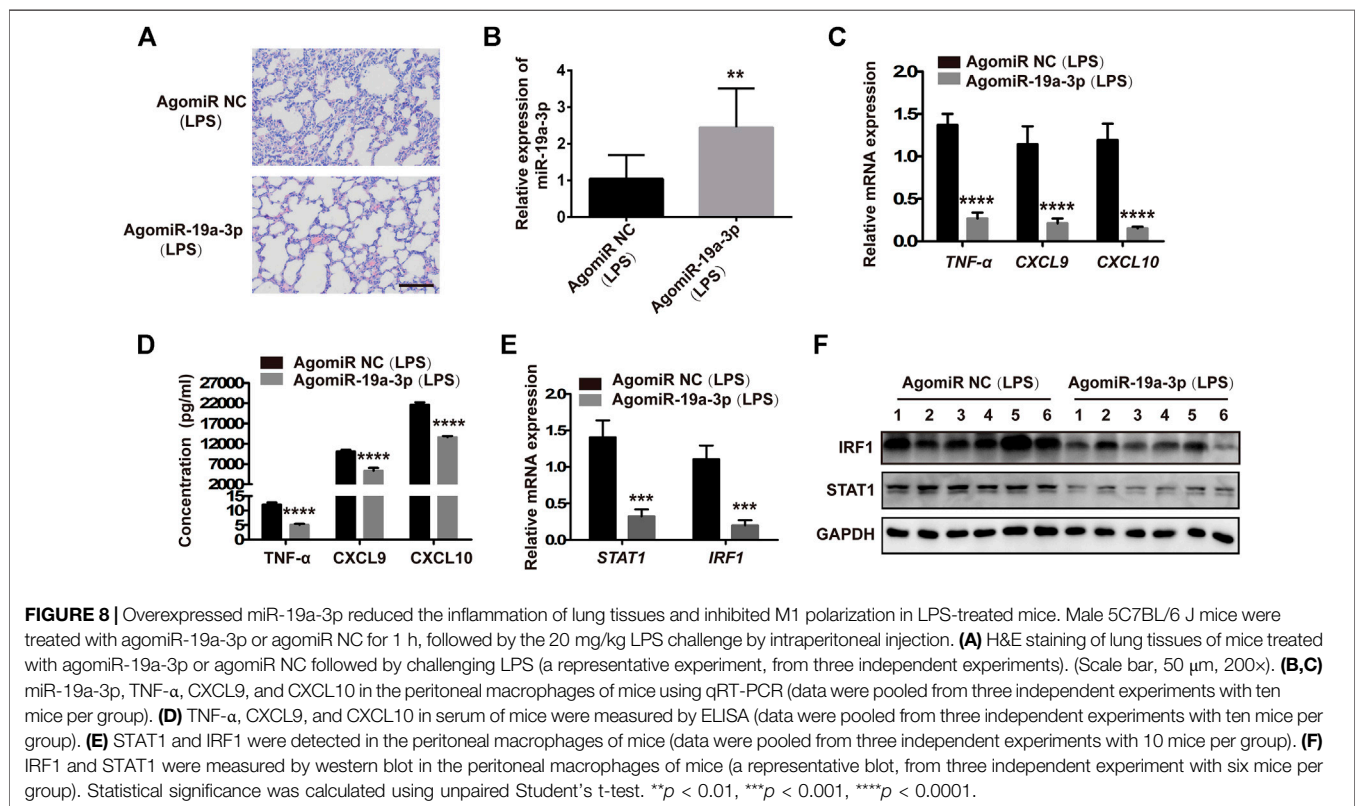 A
AgomiR NC
(LPS)
AgomiR-19a-3p
(LPS)
B
Relative expression of
miR-19a-3p
4
3
2
1
0
**
AgomiR NC
(LPS)
AgomiR-19a-3p
(LPS)
C
AgomiR NC (LPS)
AgomiR-19a-3p (LPS)
Relative mRNA expression
2.0
1.5
1.0
0.5
0.0
****
****
****
TNF-α CXCL9 CXCL10
D
AgomiR NC (LPS)
AgomiR-19a-3p (LPS)
Concentration (pg/ml)
27000
22000
17000
12000
7000
2000
15
10
5
0
****
****
****
TNF-α CXCL9 CXCL10
E
AgomiR NC (LPS)
AgomiR-19a-3p (LPS)
Relative mRNA expression
2.0
1.5
1.0
0.5
0.0
***
***
STAT1 IRF1
F
AgomiR NC (LPS) AgomiR-19a-3p (LPS)
1 2 3 4 5 6 1 2 3 4 5 6
IRF1
STAT1
GAPDH
FIGURE 8 | Overexpressed miR-19a-3p reduced the inflammation of lung tissues and inhibited M1 polarization in LPS-treated mice. Male 5C7BL/6 J mice were
treated with agomiR-19a-3p or agomiR NC for 1 h, followed by the 20 mg/kg LPS challenge by intraperitoneal injection. (A) H&E staining of lung tissues of mice treated
with agomiR-19a-3p or agomiR NC followed by challenging LPS (a representative experiment, from three independent experiments). (Scale bar, 50 μm, 200×). (B,C)
miR-19a-3p, TNF-α, CXCL9, and CXCL10 in the peritoneal macrophages of mice using qRT-PCR (data were pooled from three independent experiments with ten
mice per group). (D) TNF-α, CXCL9, and CXCL10 in serum of mice were measured by ELISA (data were pooled from three independent experiments with ten mice per
group). (E) STAT1 and IRF1 were detected in the peritoneal macrophages of mice (data were pooled from three independent experiments with 10 mice per group). (F)
IRF1 and STAT1 were measured by western blot in the peritoneal macrophages of mice (a representative blot, from three independent experiment with six mice per
group). Statistical significance was calculated using unpaired Student's t-test. **p < 0.01, ***p < 0.001, ****p < 0.0001.